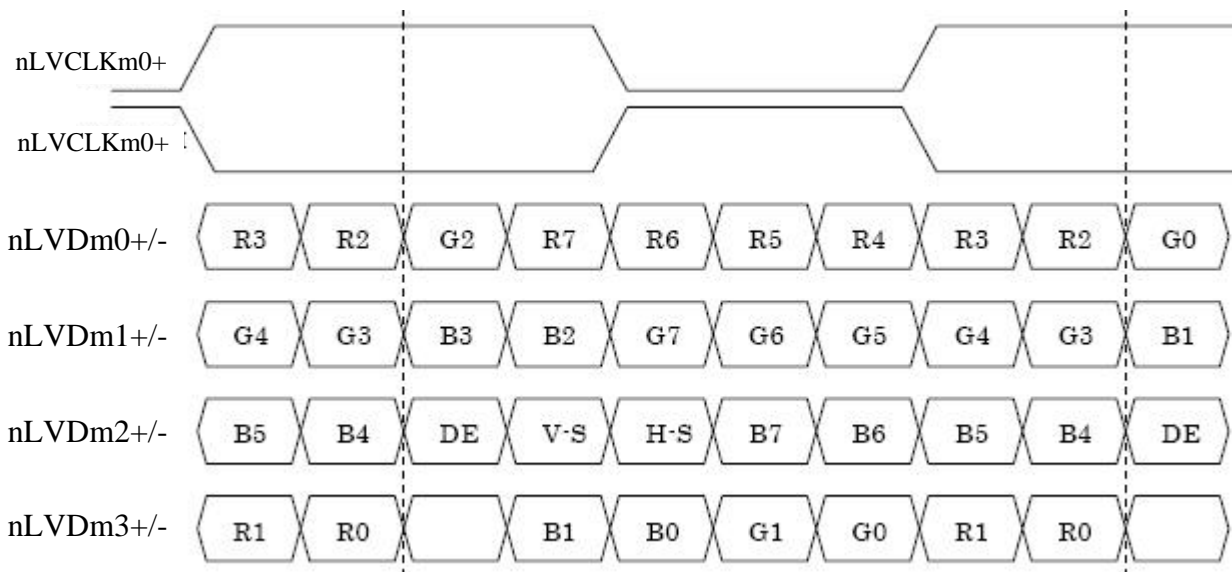 nLVCLKm0+
nLVCLKm0+
nLVDm0+/- R3 R2 G2 R7 R6 R5 R4 R3 R2 G0
nLVDm1+/- G4 G3 B3 B2 G7 G6 G5 G4 G3 B1
nLVDm2+/- B5 B4 DE V-S H-S B7 B6 B5 B4 DE
nLVDm3+/- R1 R0 B1 B0 G1 G0 R1 R0